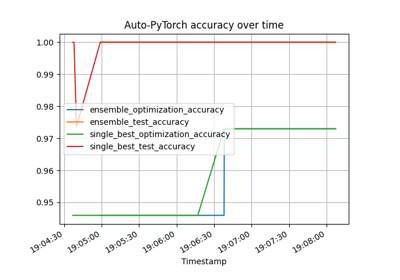 Auto-PyTorch accuracy over time
1.00
0.99
0.98
0.97
0.96
0.95
ensemble_optimization_accuracy
ensemble_test_accuracy
single_best_optimization_accuracy
single_best_test_accuracy
19:04:30
19:05:00
19:05:30
19:06:00
19:06:30
19:07:00
19:07:30
19:08:00
Timestamp